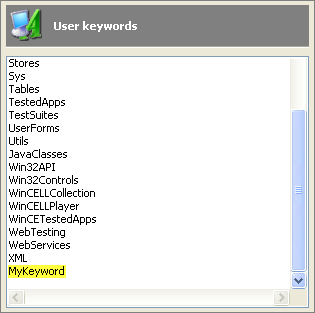 User keywords
Stores
Sys
Tables
TestedApps
TestSuites
UserForms
Utils
JavaClasses
Win32API
Win32Controls
WinCELLCollection
WinCELLPlayer
WinCETestedApps
WebTesting
WebServices
XML
MyKeyword